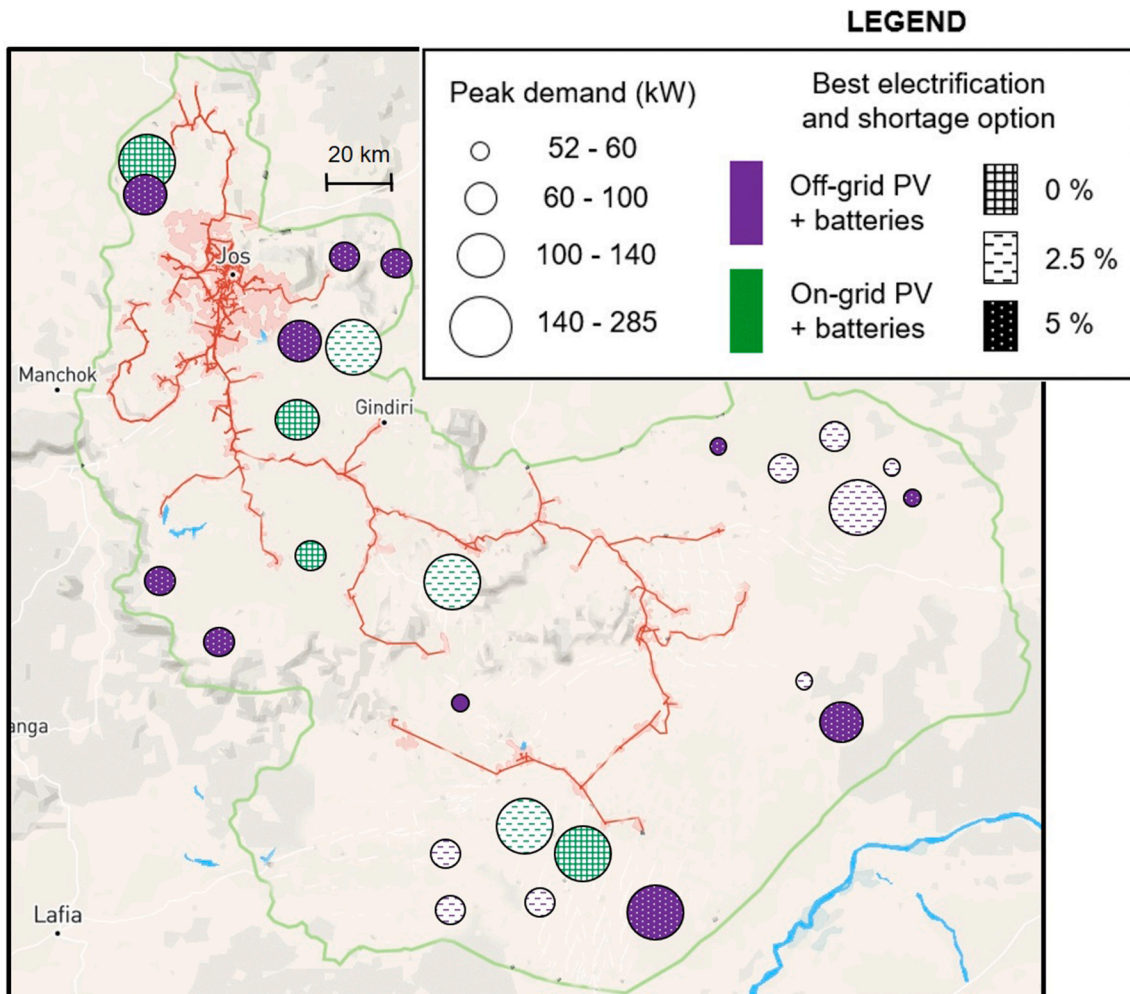 LEGEND
Peak demand (kW)
52 - 60
60 - 100
100 - 140
140 - 285
Best electrification
and shortage option
Off-grid PV
+ batteries
On-grid PV
+ batteries
0 %
2.5 %
5 %
20 km
Jos
Manchok
Gindiri
anga
Lafia